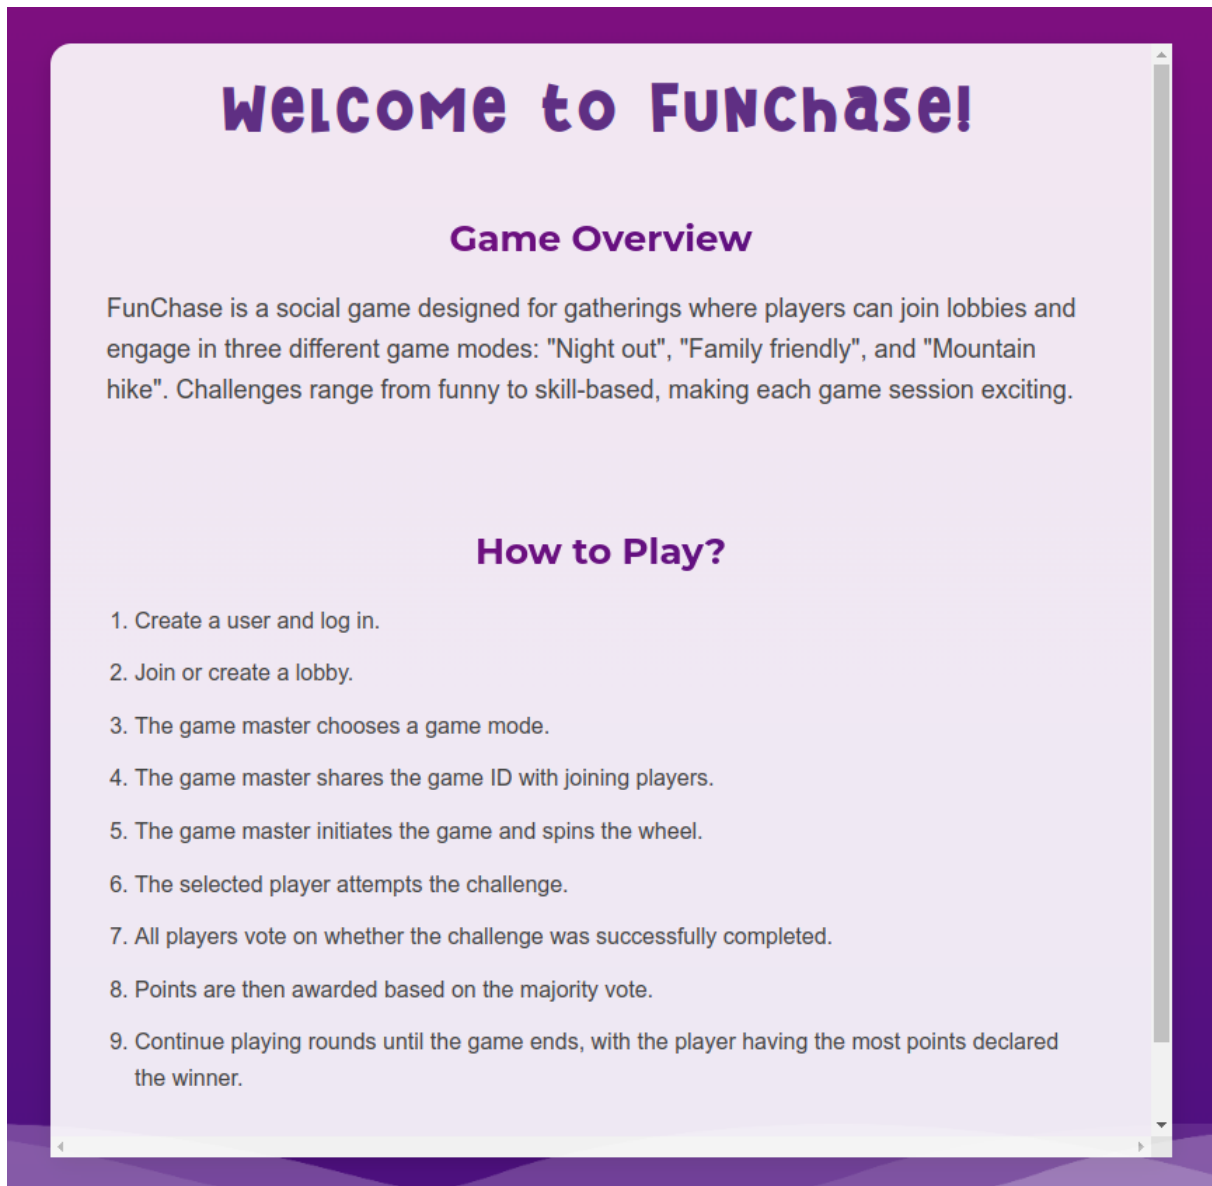 Welcome to FunChase!
Game Overview
FunChase is a social game designed for gatherings where players can join lobbies and
engage in three different game modes: "Night out", "Family friendly", and "Mountain
hike". Challenges range from funny to skill-based, making each game session exciting.
How to Play?
1. Create a user and log in.
2. Join or create a lobby.
3. The game master chooses a game mode.
4. The game master shares the game ID with joining players.
5. The game master initiates the game and spins the wheel.
6. The selected player attempts the challenge.
7. All players vote on whether the challenge was successfully completed.
8. Points are then awarded based on the majority vote.
9. Continue playing rounds until the game ends, with the player having the most points declared
the winner.